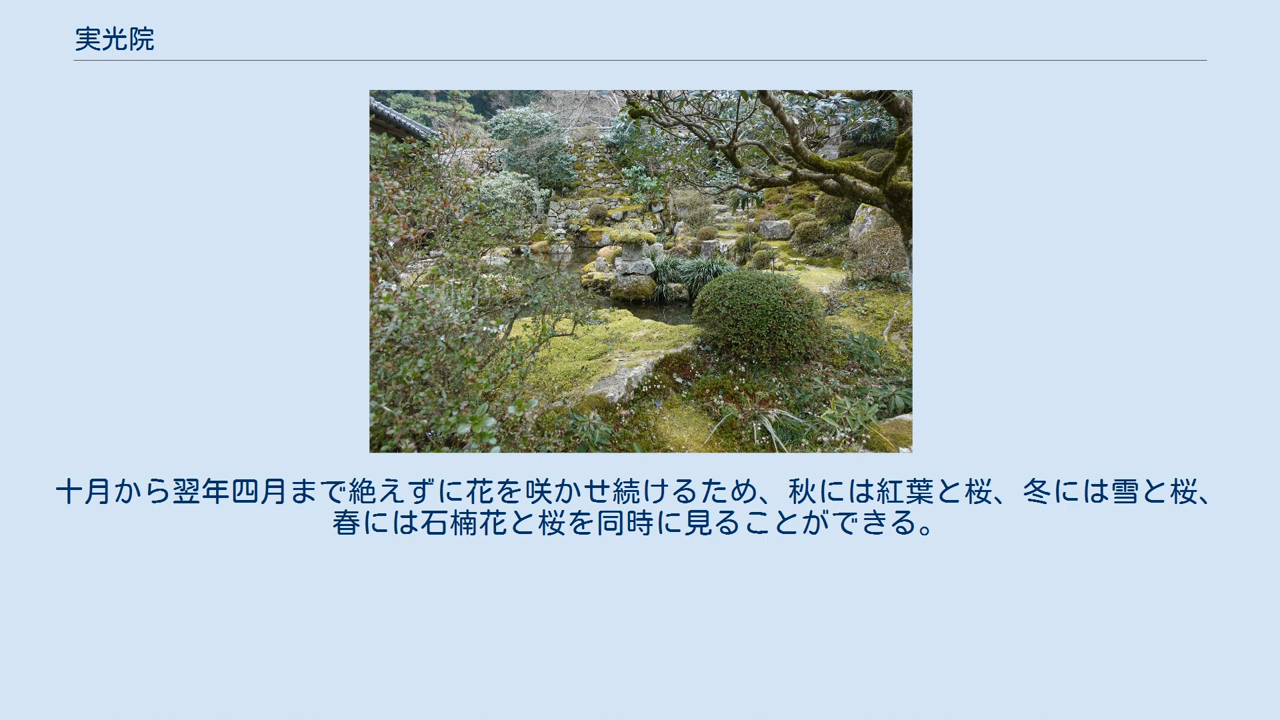 実光院
十月から翌年四月まで絶えずに花を咲かせ続けるため、秋には紅葉と桜、冬には雪と桜、
春には石楠花と桜を同時に見ることができる。